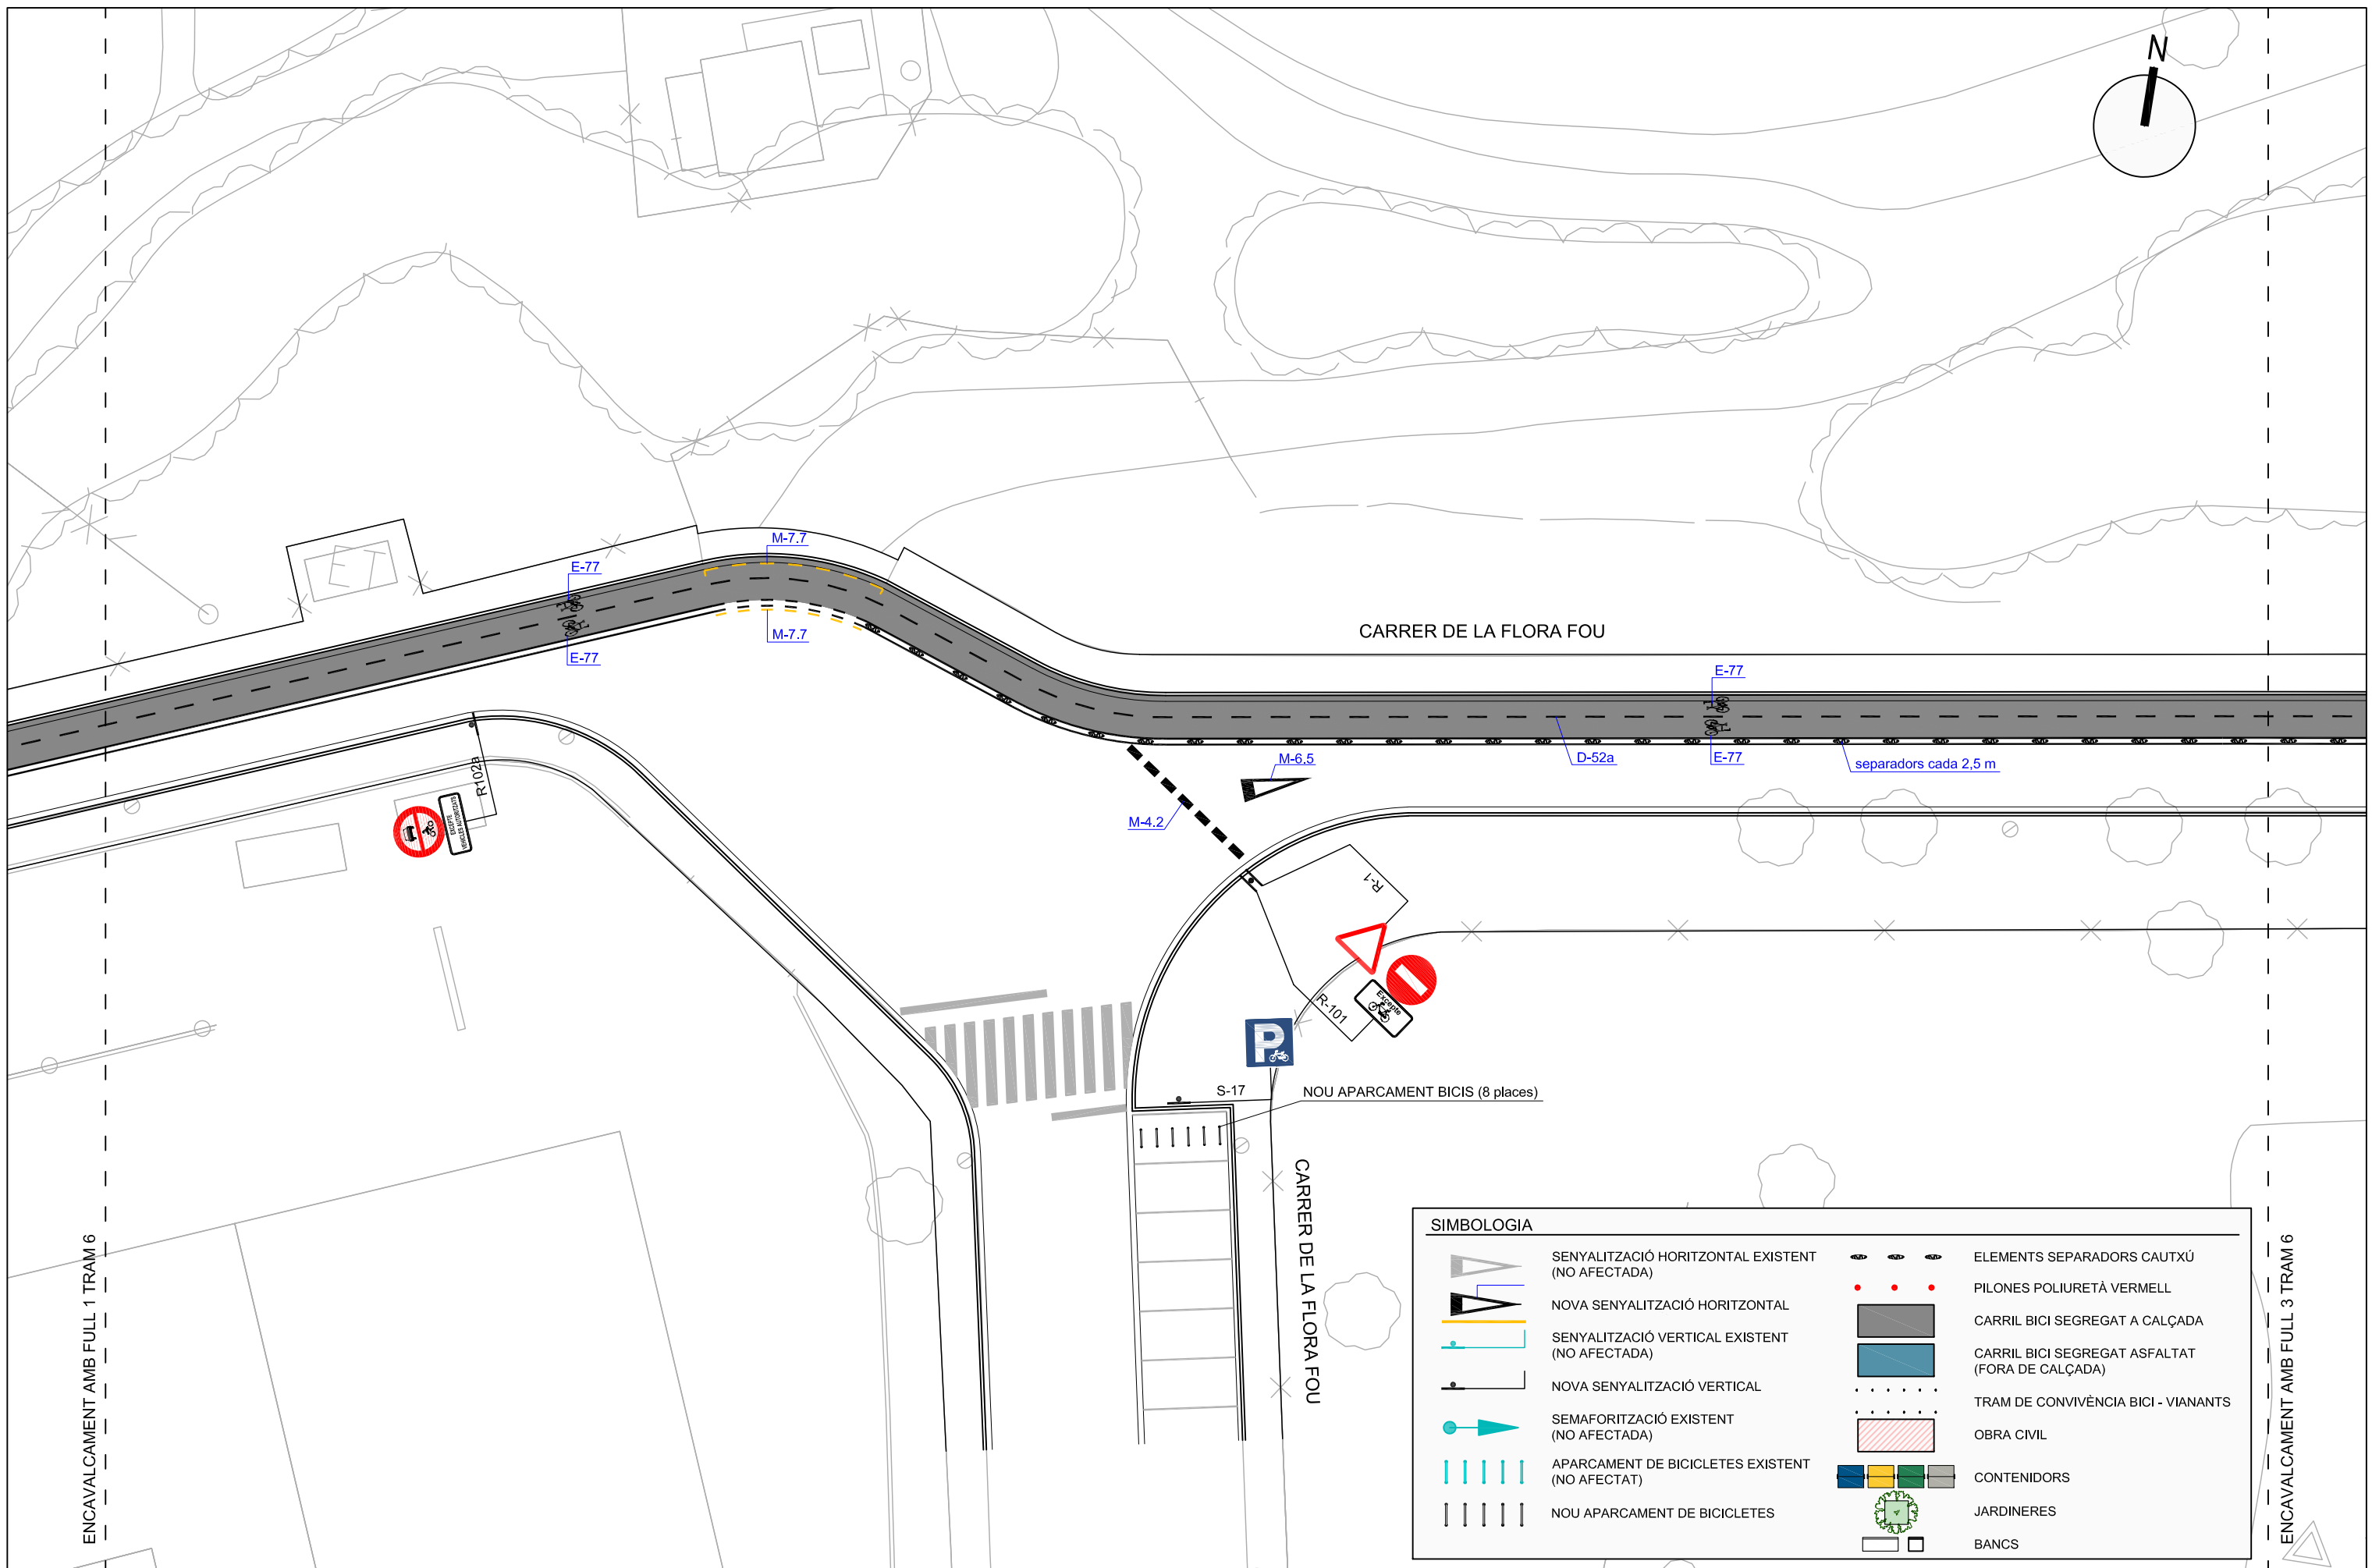 N
M-7.7
E-77
M-7.7
E-77
CARRER DE LA FLORA FOU
E-77
M-6.5
D-52a
E-77
separadors cada 2,5 m
R-102a
EXCEPTE
VEHICLES AUTORITZATS
M-4.2
R-1
R-101
Excepte
P
S-17
NOU APARCAMENT BICIS (8 places)
CARRER DE LA FLORA FOU
ENCAVALCAMENT AMB FULL 1 TRAM 6
ENCAVALCAMENT AMB FULL 3 TRAM 6
SIMBOLOGIA
SENYALITZACIÓ HORITZONTAL EXISTENT
(NO AFECTADA)
NOVA SENYALITZACIÓ HORITZONTAL
SENYALITZACIÓ VERTICAL EXISTENT
(NO AFECTADA)
NOVA SENYALITZACIÓ VERTICAL
SEMAFORITZACIÓ EXISTENT
(NO AFECTADA)
APARCAMENT DE BICICLETES EXISTENT
(NO AFECTAT)
NOU APARCAMENT DE BICICLETES
ELEMENTS SEPARADORS CAUTXÚ
PILONES POLIURETÀ VERMELL
CARRIL BICI SEGREGAT A CALÇADA
CARRIL BICI SEGREGAT ASFALTAT
(FORA DE CALÇADA)
TRAM DE CONVIVÈNCIA BICI - VIANANTS
OBRA CIVIL
CONTENIDORS
JARDINERES
BANCS